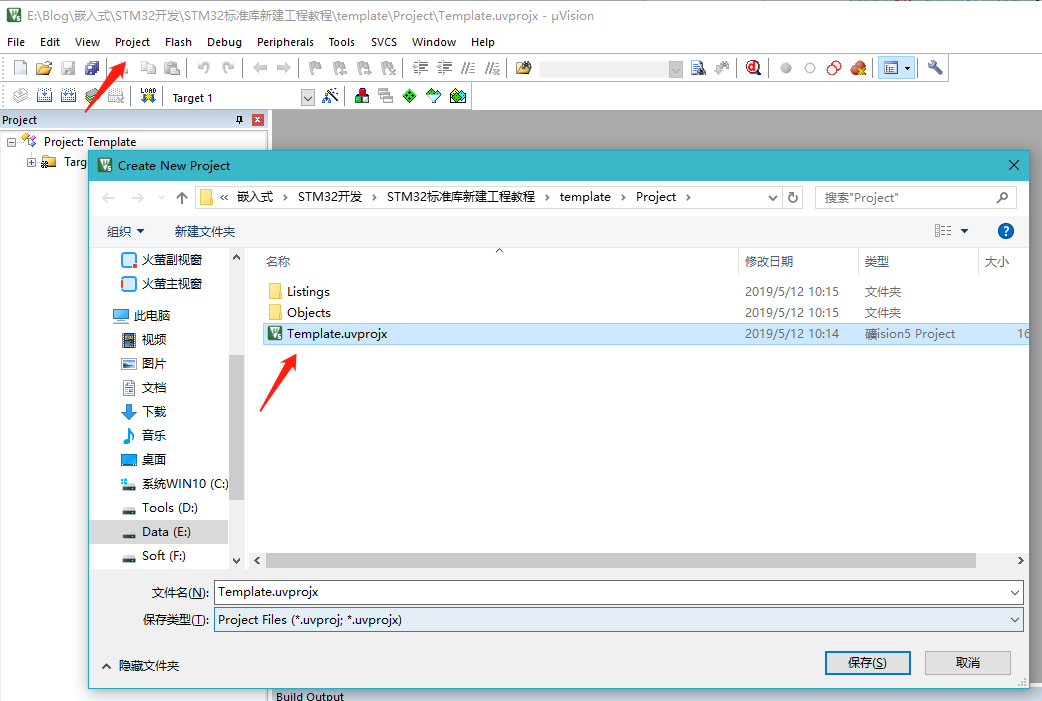 E:\Blog\嵌入式\STM32开发\STM32标准库新建工程教程\template\Project\Template.uvprojx - µVision
File Edit View Project Flash Debug Peripherals Tools SVCS Window Help
LOAD Target 1
Project
Project: Template
Targ
Create New Project
« 嵌入式 › STM32开发 › STM32标准库新建工程教程 › template › Project ›
搜索"Project"
组织 新建文件夹
名称 修改日期 类型 大小
火萤副视窗
火萤主视窗
此电脑
视频
图片
文档
下载
音乐
桌面
系统WIN10 (C:)
Tools (D:)
Data (E:)
Soft (F:)
Listings 2019/5/12 10:15 文件夹
Objects 2019/5/12 10:15 文件夹
Template.uvprojx 2019/5/12 10:14 礦ision5 Project 16
文件名(N): Template.uvprojx
保存类型(T): Project Files (*.uvproj; *.uvprojx)
隐藏文件夹
保存(S) 取消
Build Output